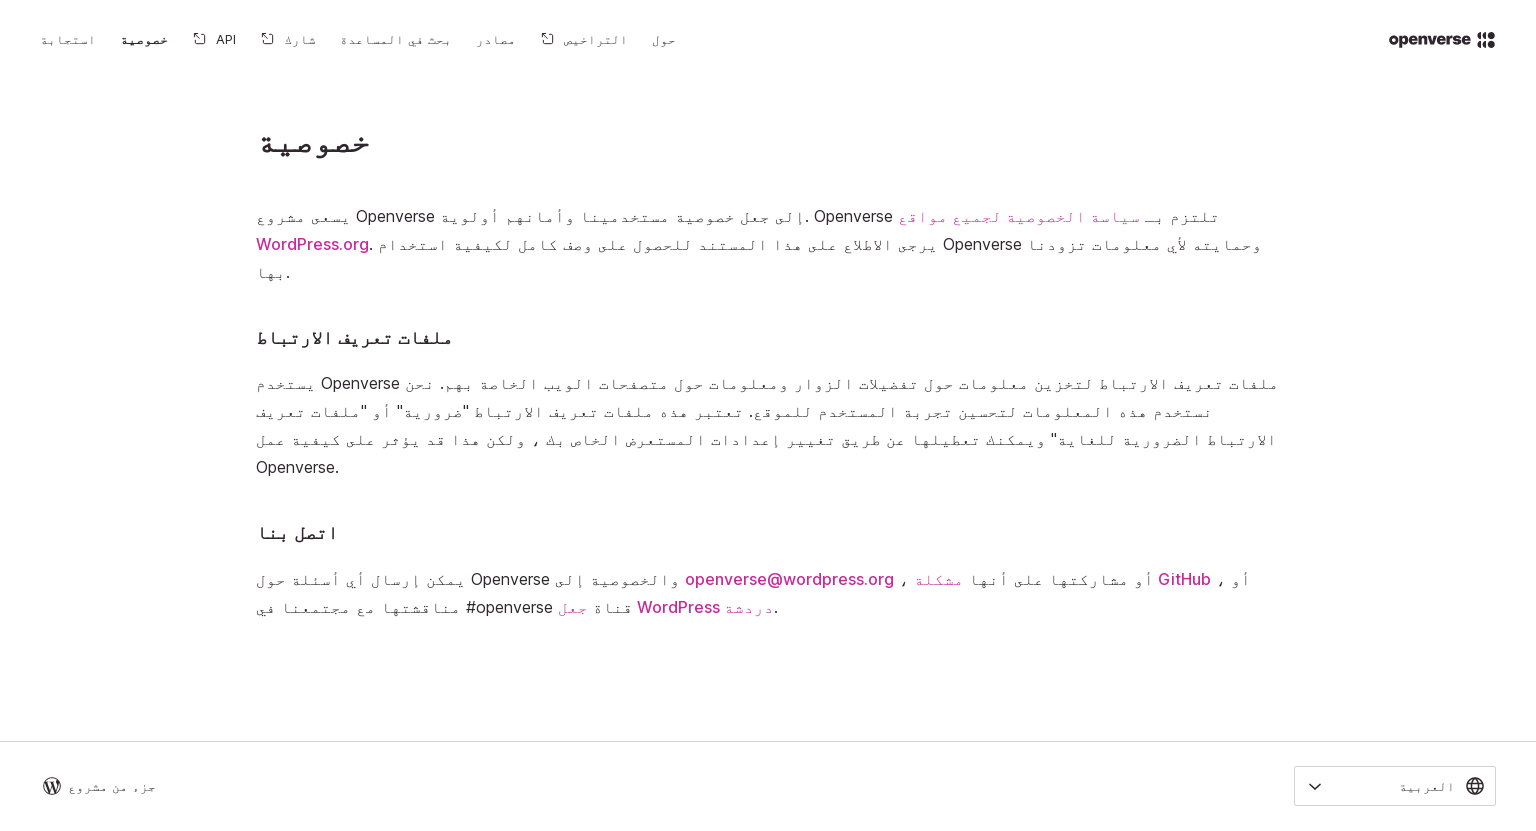 openverse
حول
التراخيص
مصادر
بحث في المساعدة
شارك
API
خصوصية
استجابة
خصوصية
يسعى مشروع Openverse إلى جعل خصوصية مستخدمينا وأمانهم أولوية. Openverse تلتزم بـ سياسة الخصوصية لجميع مواقع
WordPress.org. يرجى الاطلاع على هذا المستند للحصول على وصف كامل لكيفية استخدام Openverse وحمايته لأي معلومات تزودنا
بها.
ملفات تعريف الارتباط
يستخدم Openverse ملفات تعريف الارتباط لتخزين معلومات حول تفضيلات الزوار ومعلومات حول متصفحات الويب الخاصة بهم. نحن
نستخدم هذه المعلومات لتحسين تجربة المستخدم للموقع. تعتبر هذه ملفات تعريف الارتباط "ضرورية" أو "ملفات تعريف
الارتباط الضرورية للغاية" ويمكنك تعطيلها عن طريق تغيير إعدادات المستعرض الخاص بك ، ولكن هذا قد يؤثر على كيفية عمل
Openverse.
اتصل بنا
يمكن إرسال أي أسئلة حول Openverse والخصوصية إلى openverse@wordpress.org ، أو مشاركتها على أنها مشكلة GitHub ، أو
مناقشتها مع مجتمعنا في #openverse قناة جعل WordPress دردشة.
العربية
جزء من مشروع